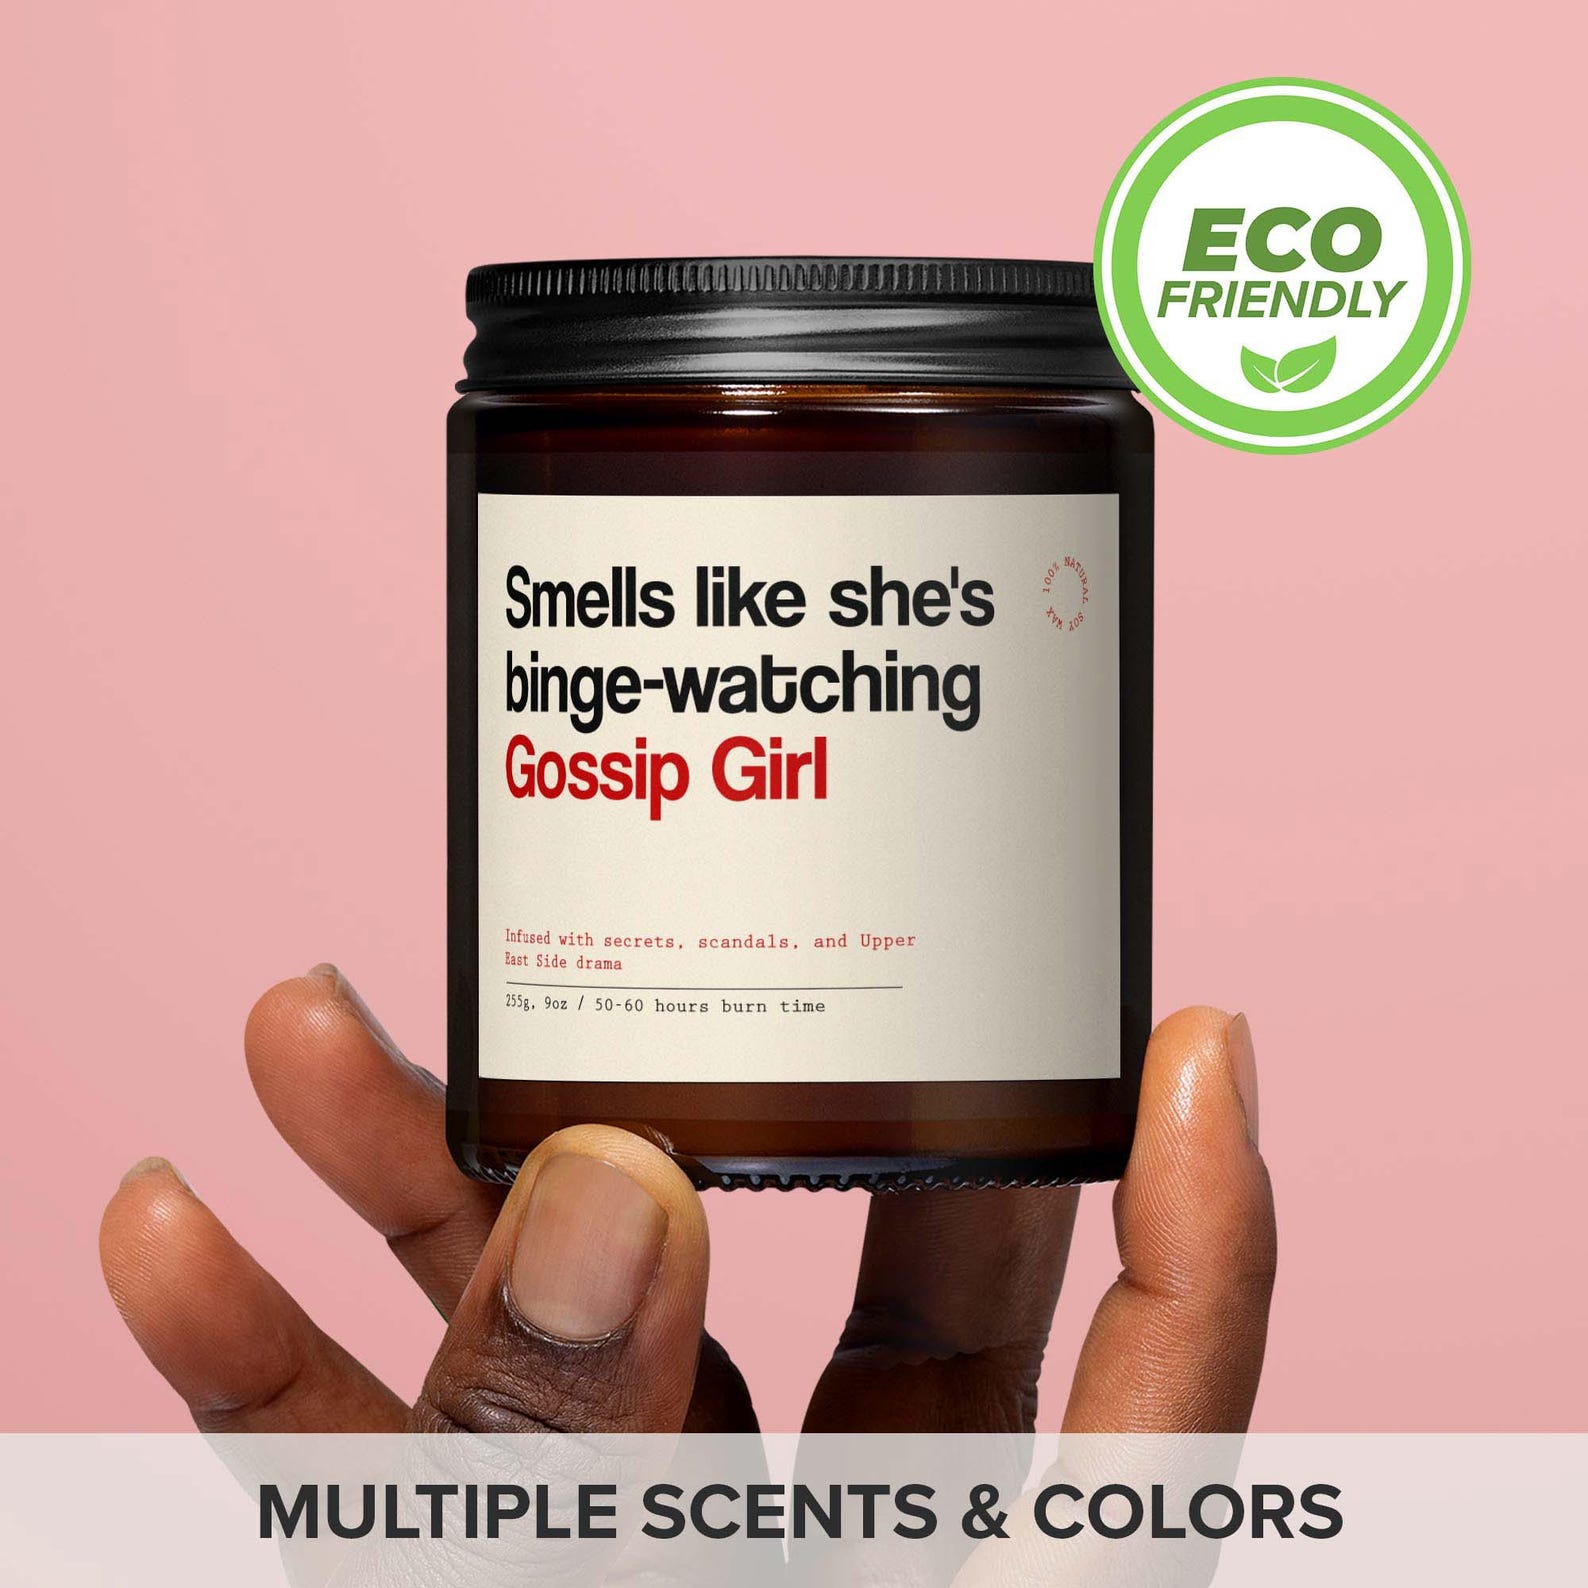 ECO
FRIENDLY
Smells like she's
binge-watching
Gossip Girl
100% NATURAL SOY WAX
Infused with secrets, scandals, and Upper
East Side drama
255g, 9oz / 50-60 hours burn time
MULTIPLE SCENTS & COLORS